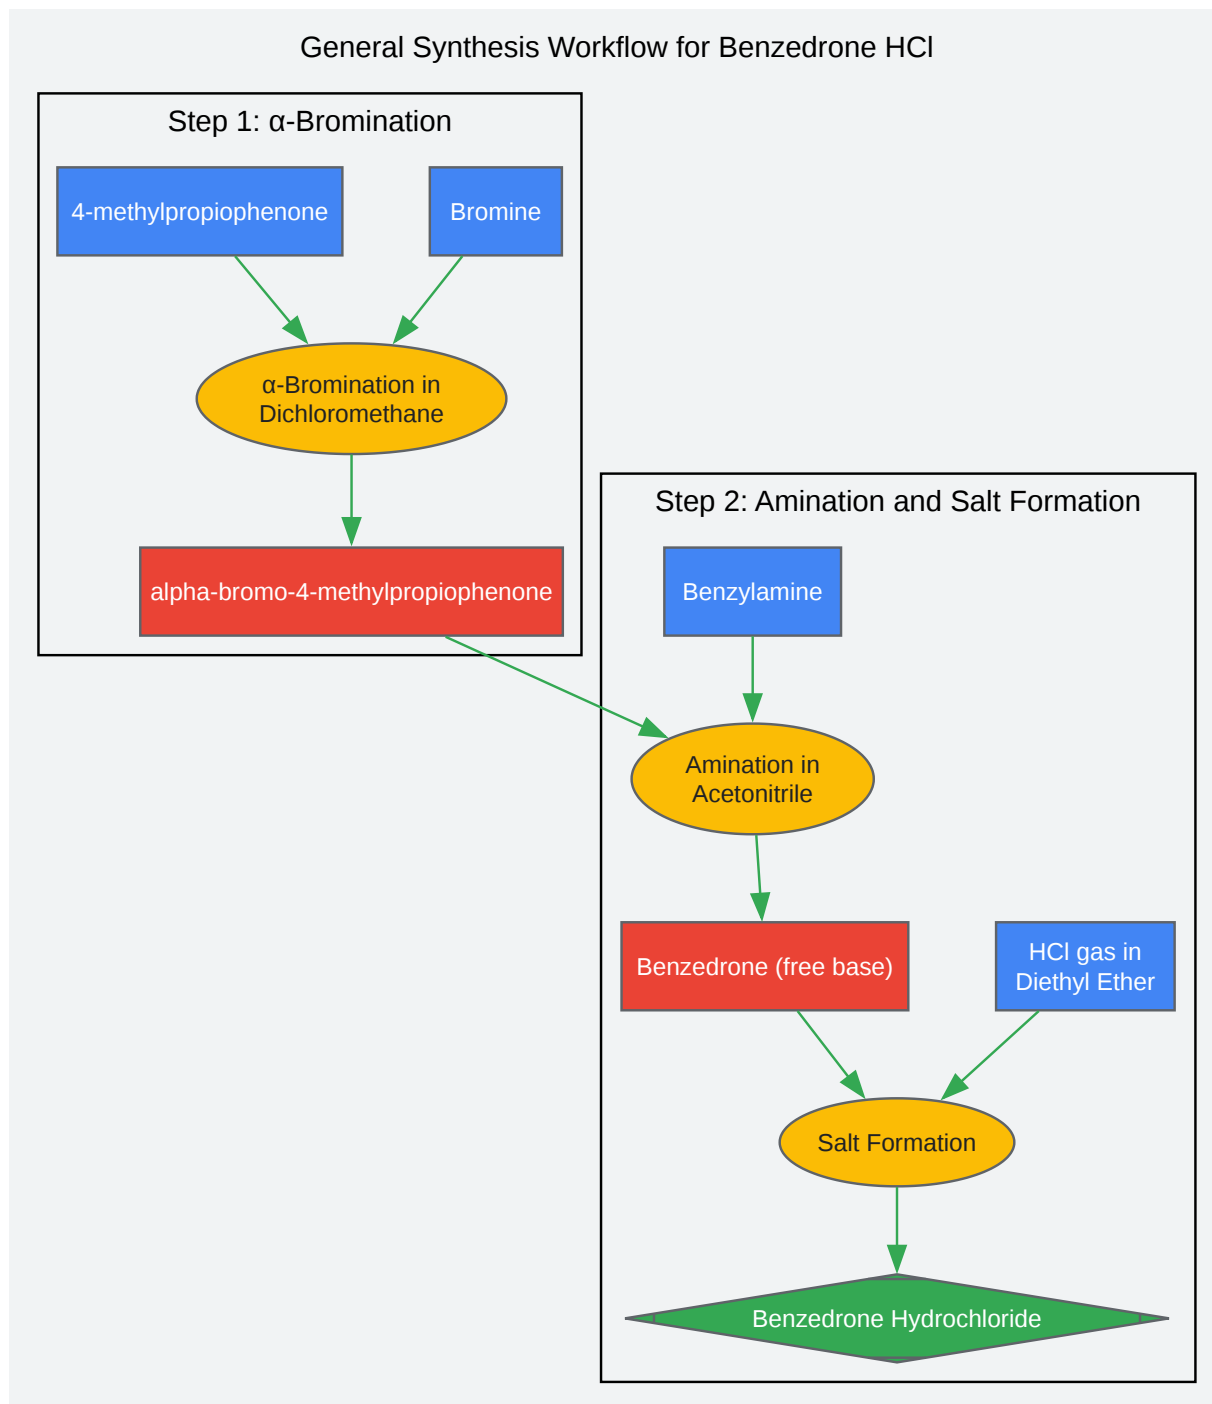 General Synthesis Workflow for Benzedrone HCl
Step 1: α-Bromination
4-methylpropiophenone
Bromine
α-Bromination in
Dichloromethane
alpha-bromo-4-methylpropiophenone
Step 2: Amination and Salt Formation
Benzylamine
Amination in
Acetonitrile
Benzedrone (free base)
HCl gas in
Diethyl Ether
Salt Formation
Benzedrone Hydrochloride